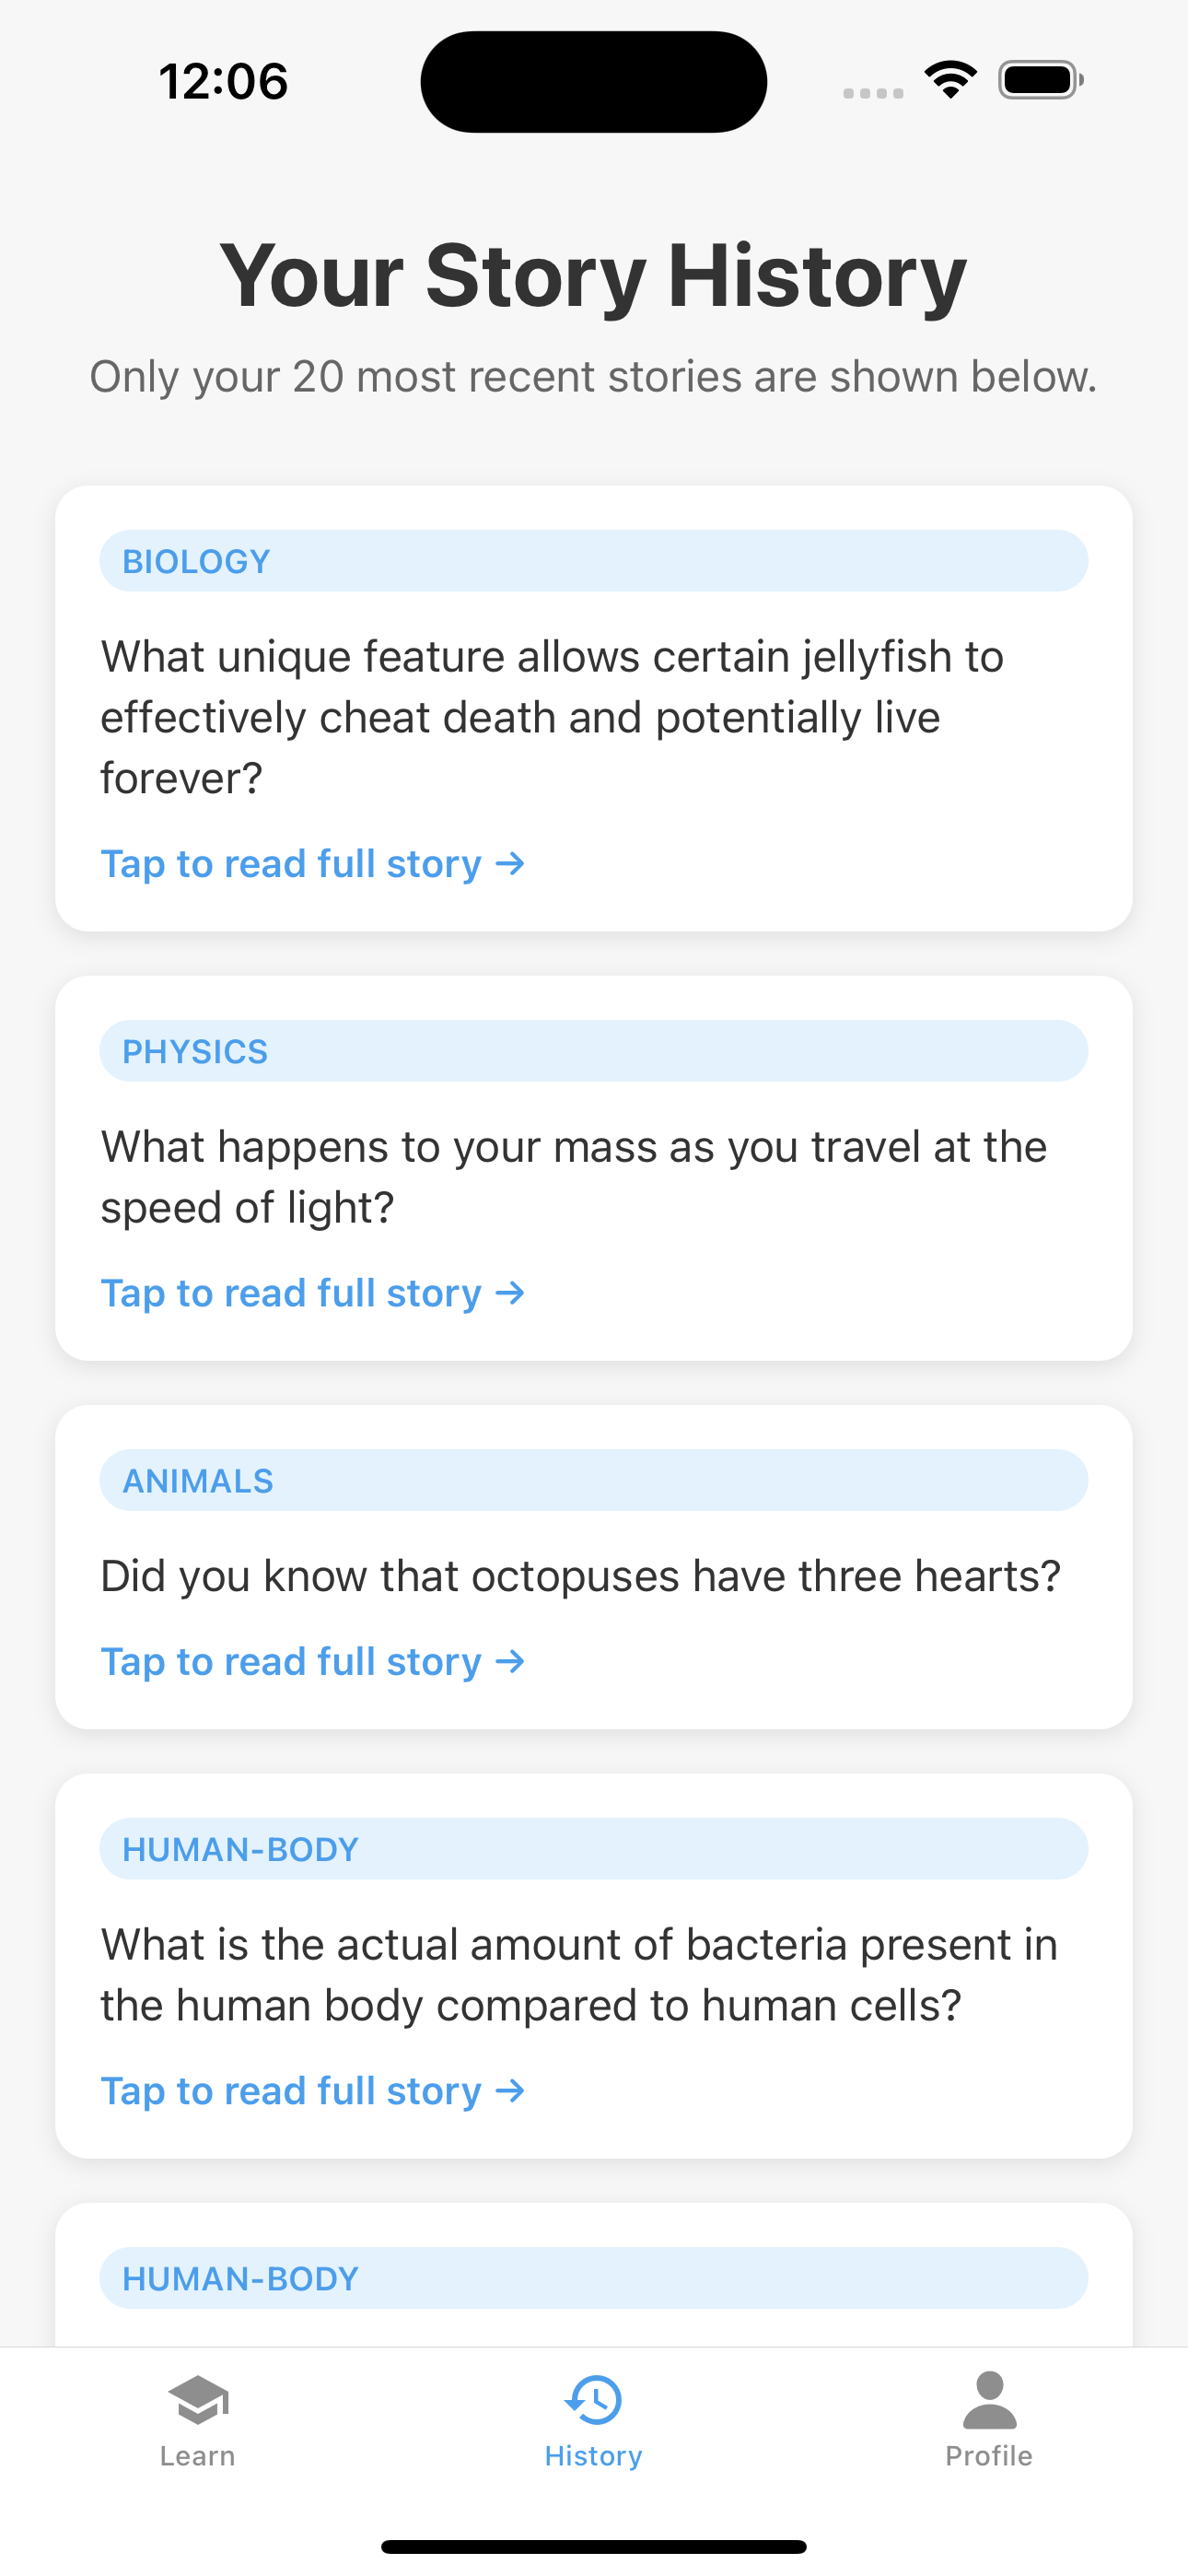 12:06
Your Story History
Only your 20 most recent stories are shown below.
BIOLOGY
What unique feature allows certain jellyfish to
effectively cheat death and potentially live
forever?
Tap to read full story →
PHYSICS
What happens to your mass as you travel at the
speed of light?
Tap to read full story →
ANIMALS
Did you know that octopuses have three hearts?
Tap to read full story →
HUMAN-BODY
What is the actual amount of bacteria present in
the human body compared to human cells?
Tap to read full story →
HUMAN-BODY
Learn
History
Profile